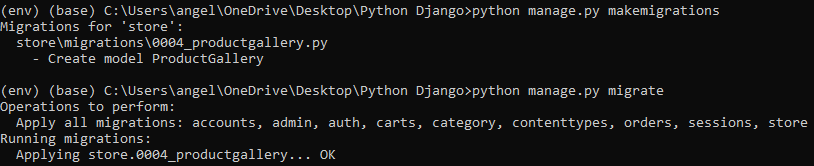 (env) (base) C:\Users\angel\OneDrive\Desktop\Python Django>python manage.py makemigrations
Migrations for 'store':
  store\migrations\0004_productgallery.py
    - Create model ProductGallery

(env) (base) C:\Users\angel\OneDrive\Desktop\Python Django>python manage.py migrate
Operations to perform:
  Apply all migrations: accounts, admin, auth, carts, category, contenttypes, orders, sessions, store
Running migrations:
  Applying store.0004_productgallery... OK